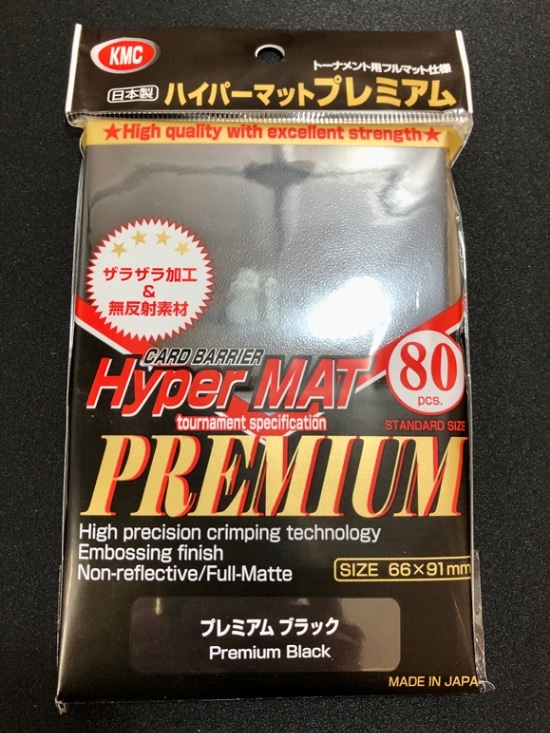 KMC
トーナメント用フルマット仕様
日本製 ハイパーマットプレミアム
★High quality with excellent strength★
ザラザラ加工
&
無反射素材
CARD BARRIER
Hyper MAT
80
pcs.
tournament specification
STANDARD SIZE
PREMIUM
High precision crimping technology
Embossing finish
Non-reflective/Full-Matte
SIZE 66×91mm
プレミアム ブラック
Premium Black
MADE IN JAPA